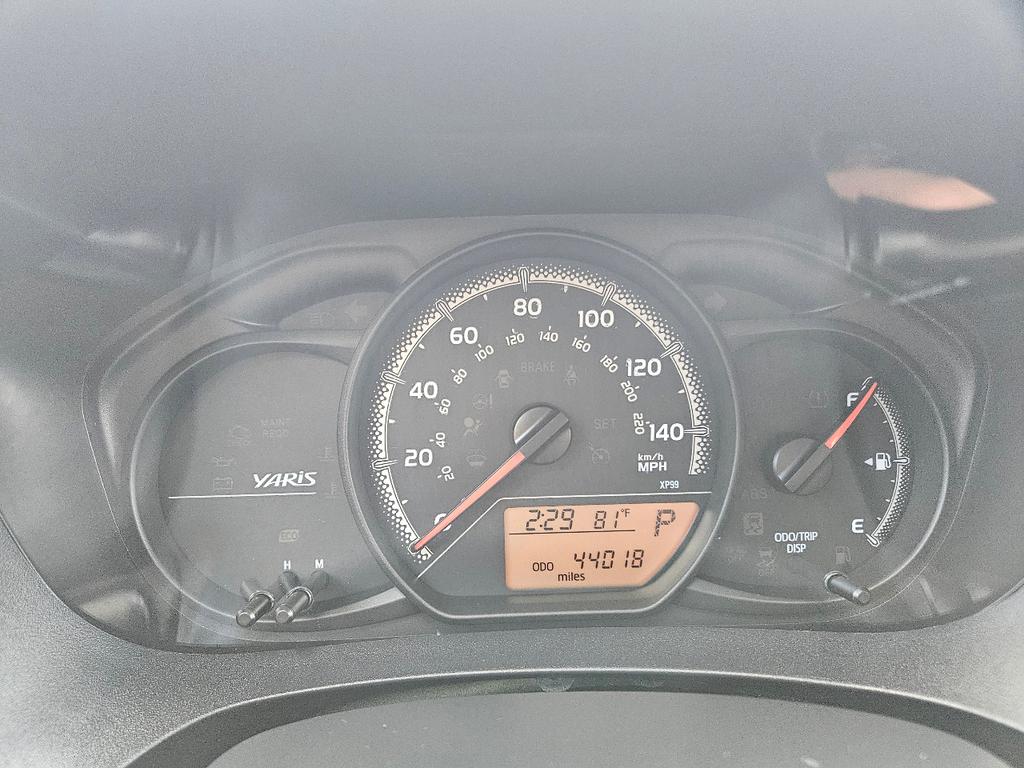 80
60
100
120
140
100
160
80
180
40
120
60
200
BRAKE
MAINT
REQD
SET
F
20
40
20
220
140
km/h
MPH
XP99
YARiS
ABS
ECO
2:29 81°F P
ODO 44018
miles
E
ODO/TRIP
DISP
H M